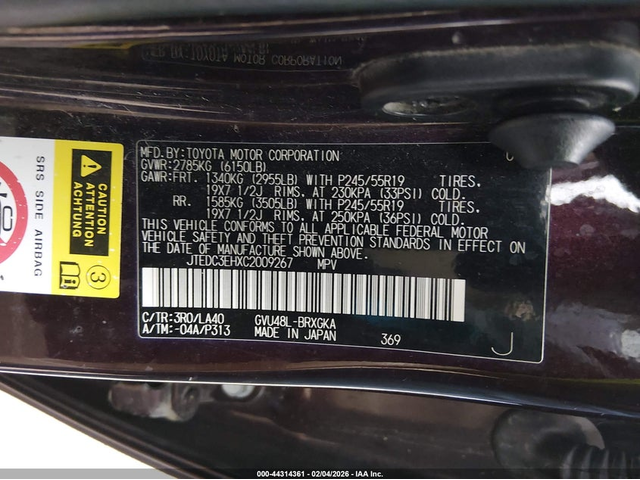 MFD. BY: TOYOTA MOTOR CORPORATION
GVWR: 2785KG (6150LB)
GAWR: FRT. 1340KG (2955LB) WITH P245/55R19 TIRES.
19X7 1/2J RIMS. AT 230KPA (33PSI) COLD.
RR. 1585KG (3505LB) WITH P245/55R19 TIRES.
19X7 1/2J RIMS. AT 250KPA (36PSI) COLD.
THIS VEHICLE CONFORMS TO ALL APPLICABLE FEDERAL MOTOR
VEHICLE SAFETY AND THEFT PREVENTION STANDARDS IN EFFECT ON
THE DATE OF MANUFACTURE SHOWN ABOVE.
JTEDC3EHXC2009267 MPV
C/TR: 3R0/LA40 GVU48L-BRXGKA
A/TM: -04A/P313 MADE IN JAPAN 369
J
SRS SIDE AIRBAG
CAUTION
ATTENTION
3
000-44314361 - 02/04/2026 - IAA Inc.